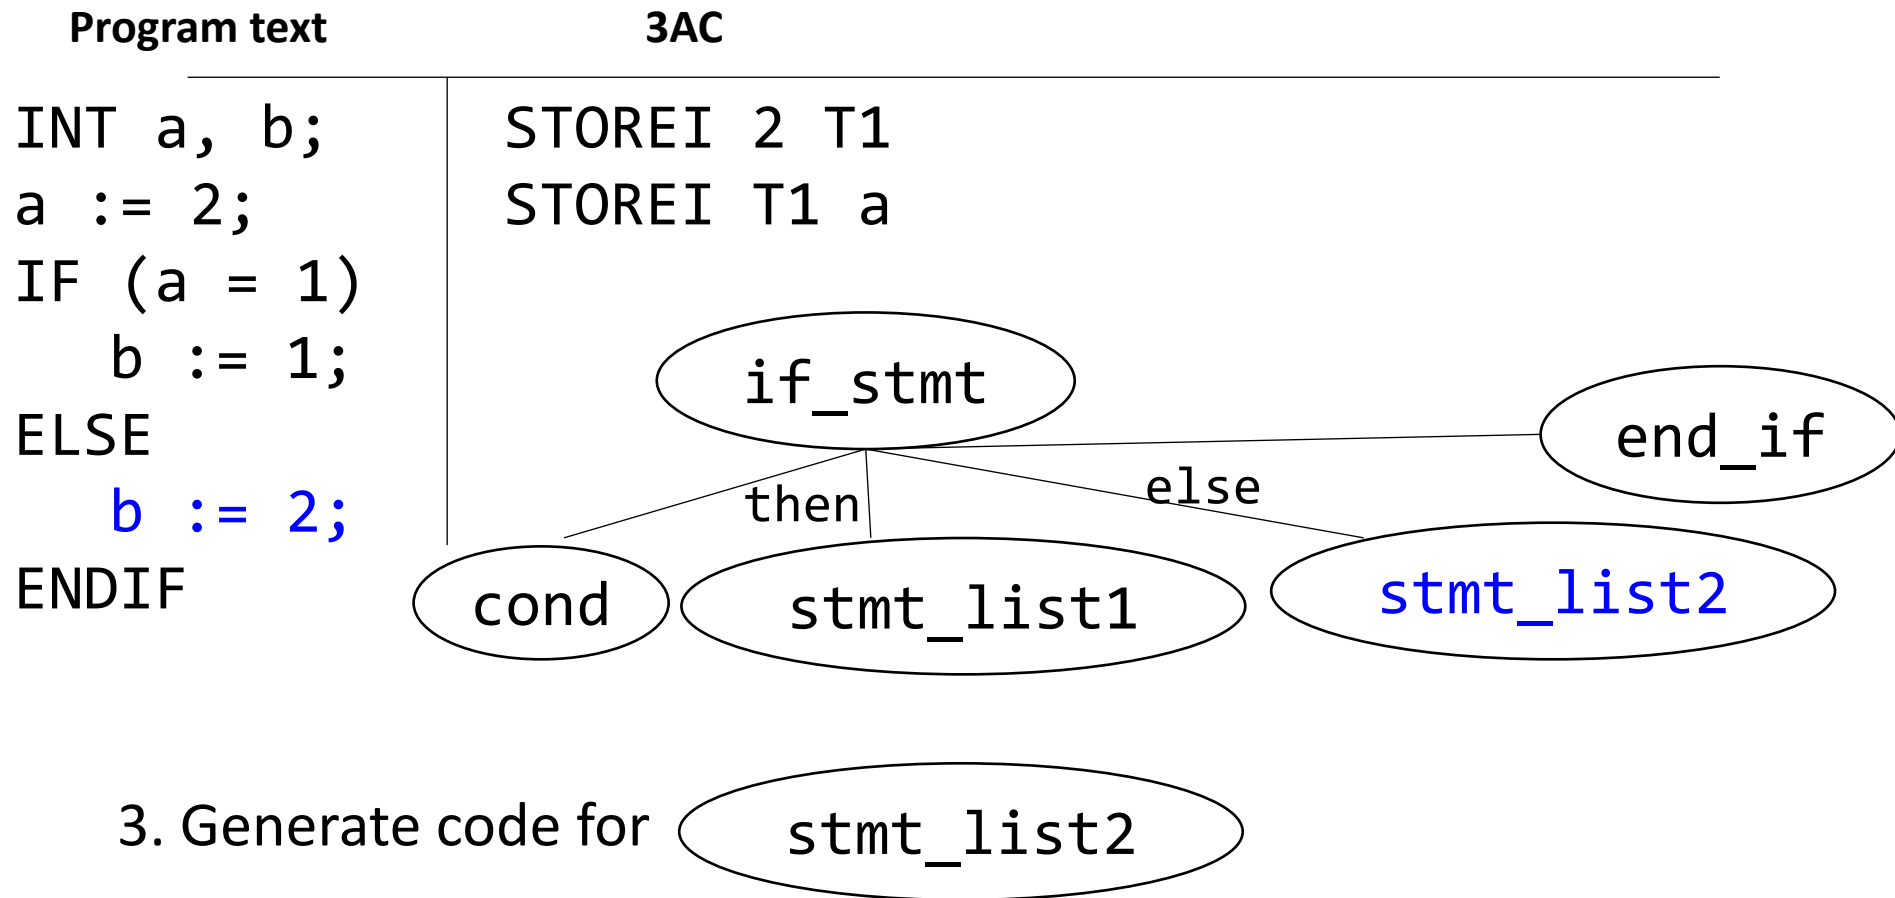 Program text
3AC
INT a, b;
a := 2;
IF (a = 1)
b := 1;
ELSE
b := 2;
ENDIF
STOREI 2 T1
STOREI T1 a
if_stmt
end_if
then
else
cond
stmt_list1
stmt_list2
3. Generate code for stmt_list2